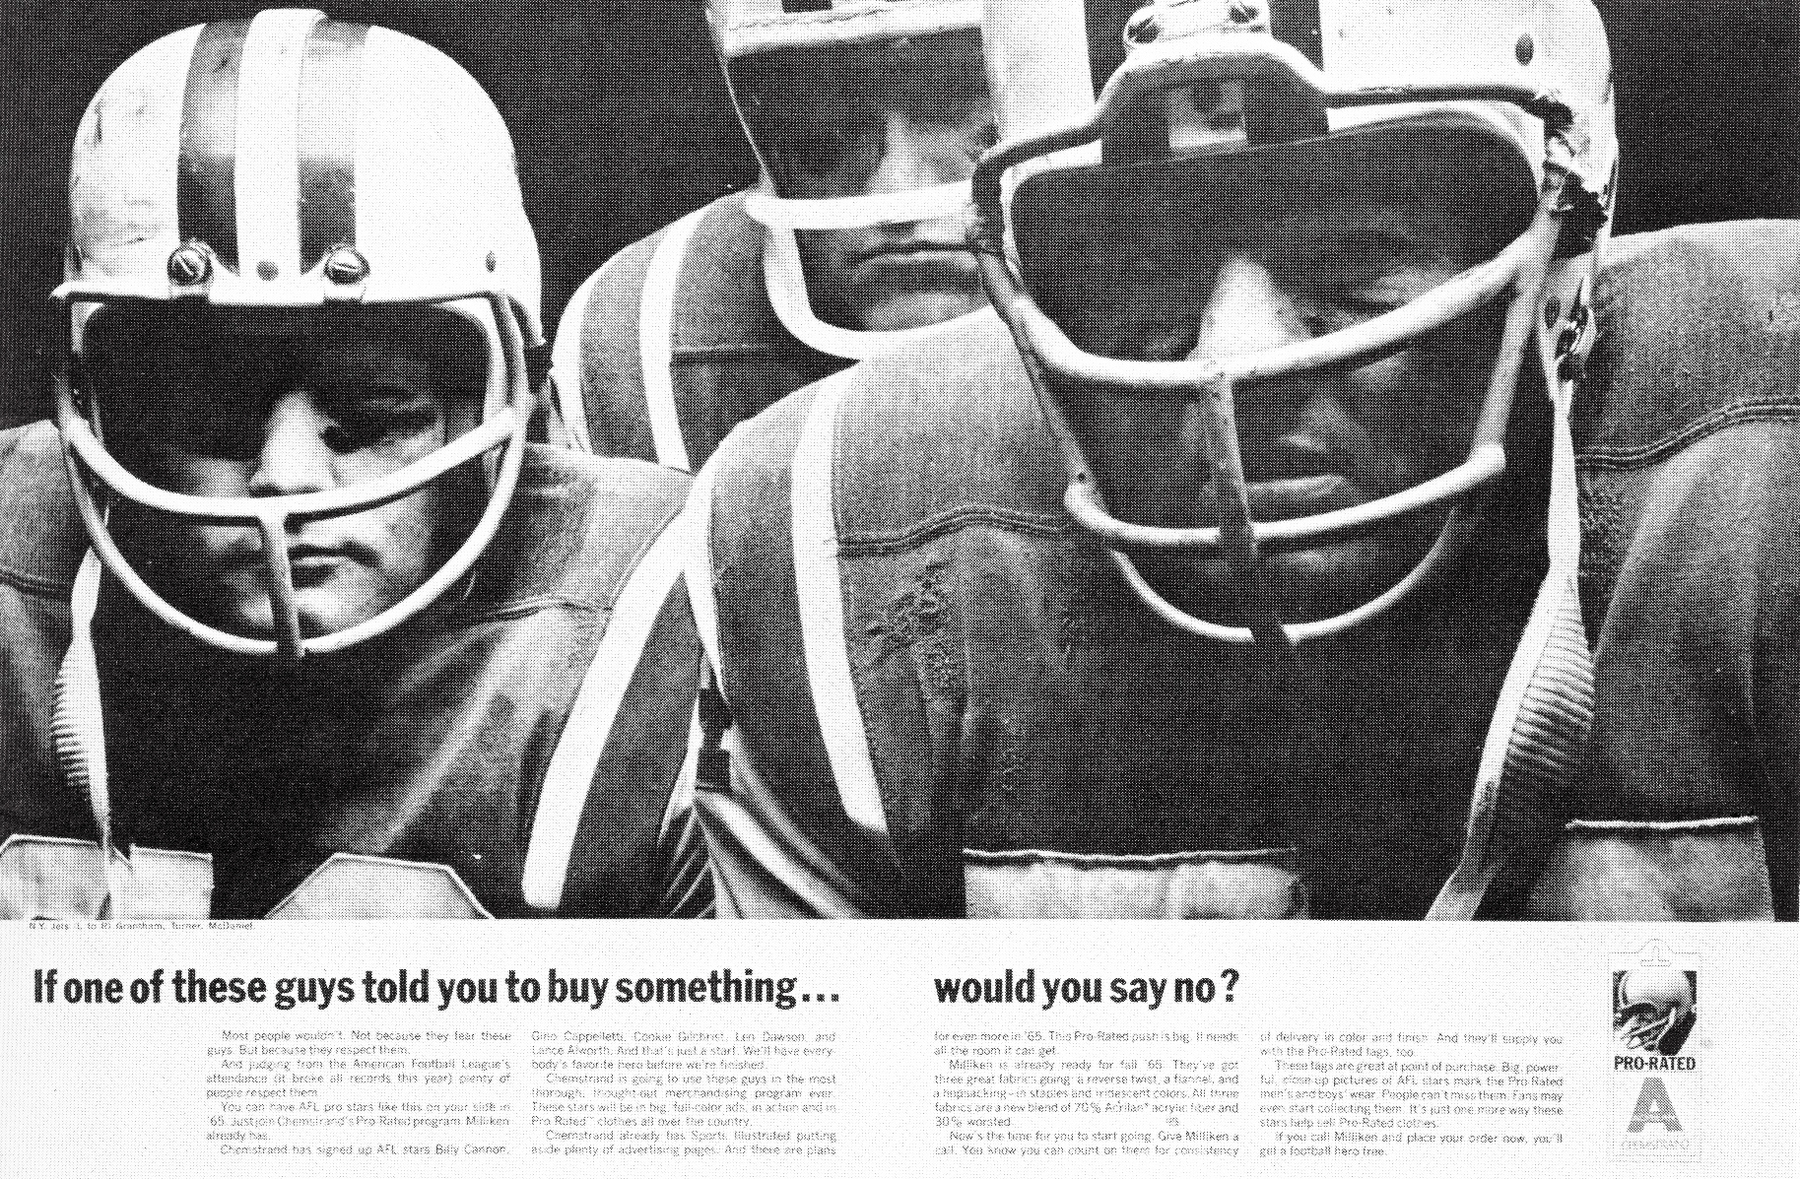 N.Y. Jets (L to R) Grantham, Turner, McDaniel.
If one of these guys told you to buy something...
would you say no?
Most people wouldn't. Not because they fear these
guys. But because they respect them.
And judging from the American Football League's
attendance (it broke all records this year) plenty of
people respect them.
You can have AFL pro stars like this on your side in
'65. Just join Chemstrand's Pro-Rated program. Milliken
already has.
Chemstrand has signed up AFL stars Billy Cannon,
Gino Cappelletti, Cookie Gilchrist, Len Dawson, and
Lance Alworth. And that's just a start. We'll have every-
body's favorite hero before we're finished.
Chemstrand is going to use these guys in the most
thorough, thought-out merchandising program ever.
These stars will be in big, full-color ads, in action and in
Pro Rated™ clothes all over the country.
Chemstrand already has Sports Illustrated putting
aside plenty of advertising pages. And there are plans
for even more in '65. This Pro-Rated push is big. It needs
all the room it can get.
Milliken is already ready for fall '65. They've got
three great fabrics going: a reverse twist, a flannel, and
a hopsacking—in staples and iridescent colors. All three
fabrics are a new blend of 70% Acrilan® acrylic fiber and
30% worsted.
Now's the time for you to start going. Give Milliken a
call. You know you can count on them for consistency
of delivery in color and finish. And they'll supply you
with the Pro-Rated tags, too.
These tags are great at point of purchase. Big, power-
ful, close-up pictures of AFL stars mark the Pro Rated
men's and boys' wear. People can't miss them. Fans may
even start collecting them. It's just one more way these
stars help sell Pro-Rated clothes.
If you call Milliken and place your order now, you'll
get a football hero free.
PRO-RATED
A
CHEMSTRAND